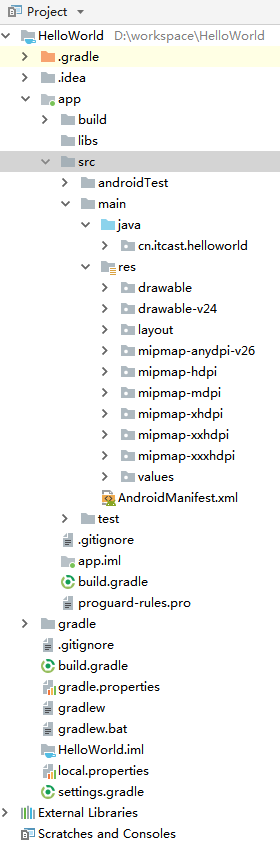 Project
HelloWorld D:\workspace\HelloWorld
.gradle
.idea
app
build
libs
src
androidTest
main
java
cn.itcast.helloworld
res
drawable
drawable-v24
layout
mipmap-anydpi-v26
mipmap-hdpi
mipmap-mdpi
mipmap-xhdpi
mipmap-xxhdpi
mipmap-xxxhdpi
values
AndroidManifest.xml
test
.gitignore
app.iml
build.gradle
proguard-rules.pro
gradle
.gitignore
build.gradle
gradle.properties
gradlew
gradlew.bat
HelloWorld.iml
local.properties
settings.gradle
External Libraries
Scratches and Consoles